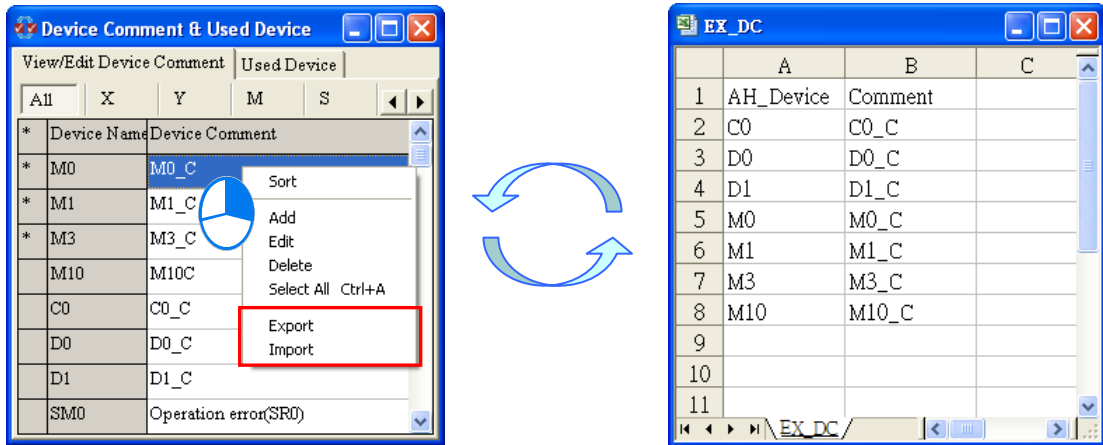 Device Comment & Used Device
View/Edit Device Comment Used Device
All X Y M S
* Device Name Device Comment
* M0 M0_C
* M1 M1_C
* M3 M3_C
M10 M10C
C0 C0_C
D0 D0_C
D1 D1_C
SM0 Operation error(SR0)
Sort
Add
Edit
Delete
Select All Ctrl+A
Export
Import
EX_DC
A B C
1 AH_Device Comment
2 C0 C0_C
3 D0 D0_C
4 D1 D1_C
5 M0 M0_C
6 M1 M1_C
7 M3 M3_C
8 M10 M10_C
9
10
11
EX_DC